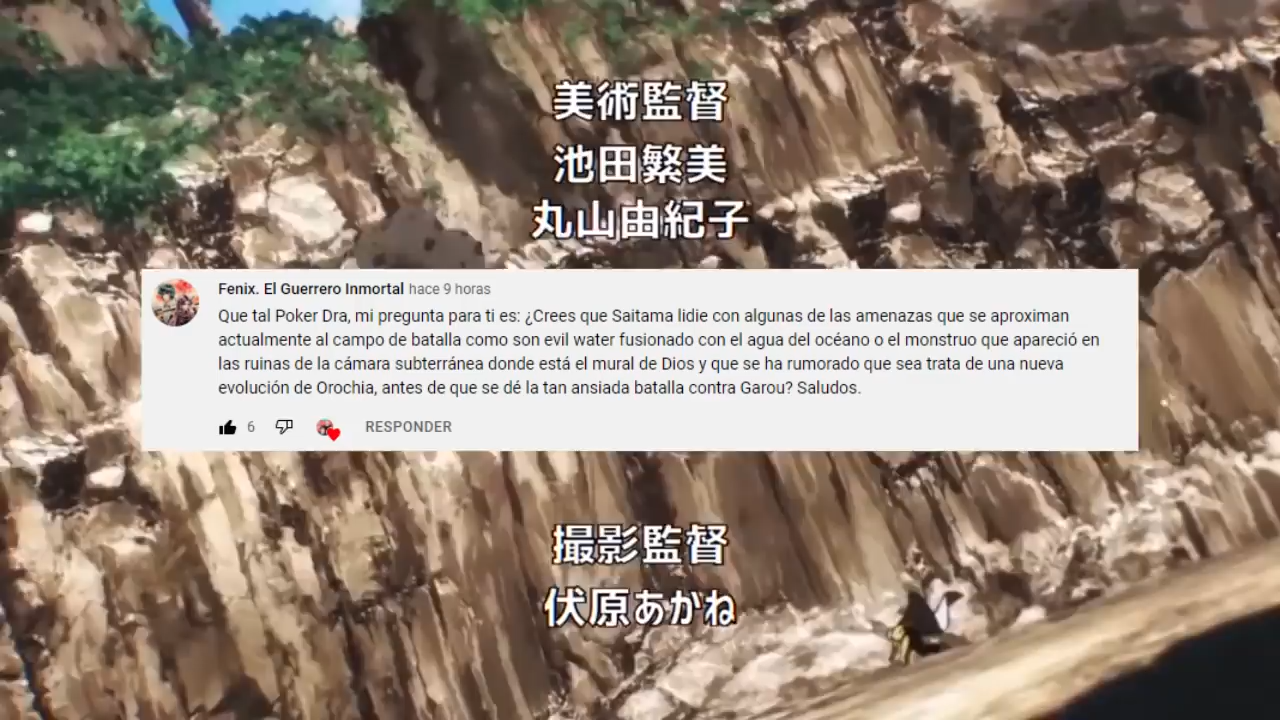 美術監督
池田繁美
丸山由紀子
Fenix. El Guerrero Inmortal hace 9 horas
Que tal Poker Dra, mi pregunta para ti es: ¿Crees que Saitama lidie con algunas de las amenazas que se aproximan
actualmente al campo de batalla como son evil water fusionado con el agua del océano o el monstruo que apareció en
las ruinas de la cámara subterránea donde está el mural de Dios y que se ha rumorado que sea trata de una nueva
evolución de Orochia, antes de que se dé la tan ansiada batalla contra Garou? Saludos.
6 RESPONDER
撮影監督
伏原あかね